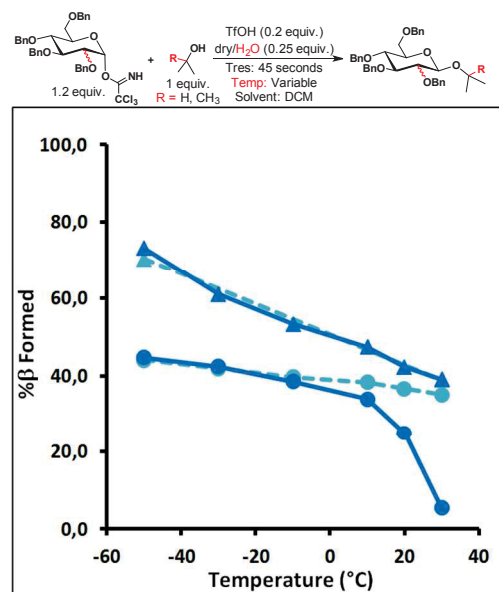 OBn
BnO
BnO
BnO
O
O
NH
CCl3
1.2 equiv.
+
R
OH
1 equiv.
R = H, CH3
TfOH (0.2 equiv.)
dry/H2O (0.25 equiv.)
Tres: 45 seconds
Temp: Variable
Solvent: DCM
OBn
BnO
BnO
O
O
R
OBn
100,0
80,0
60,0
40,0
20,0
0,0
%β Formed
-60 -40 -20 0 20 40
Temperature (°C)